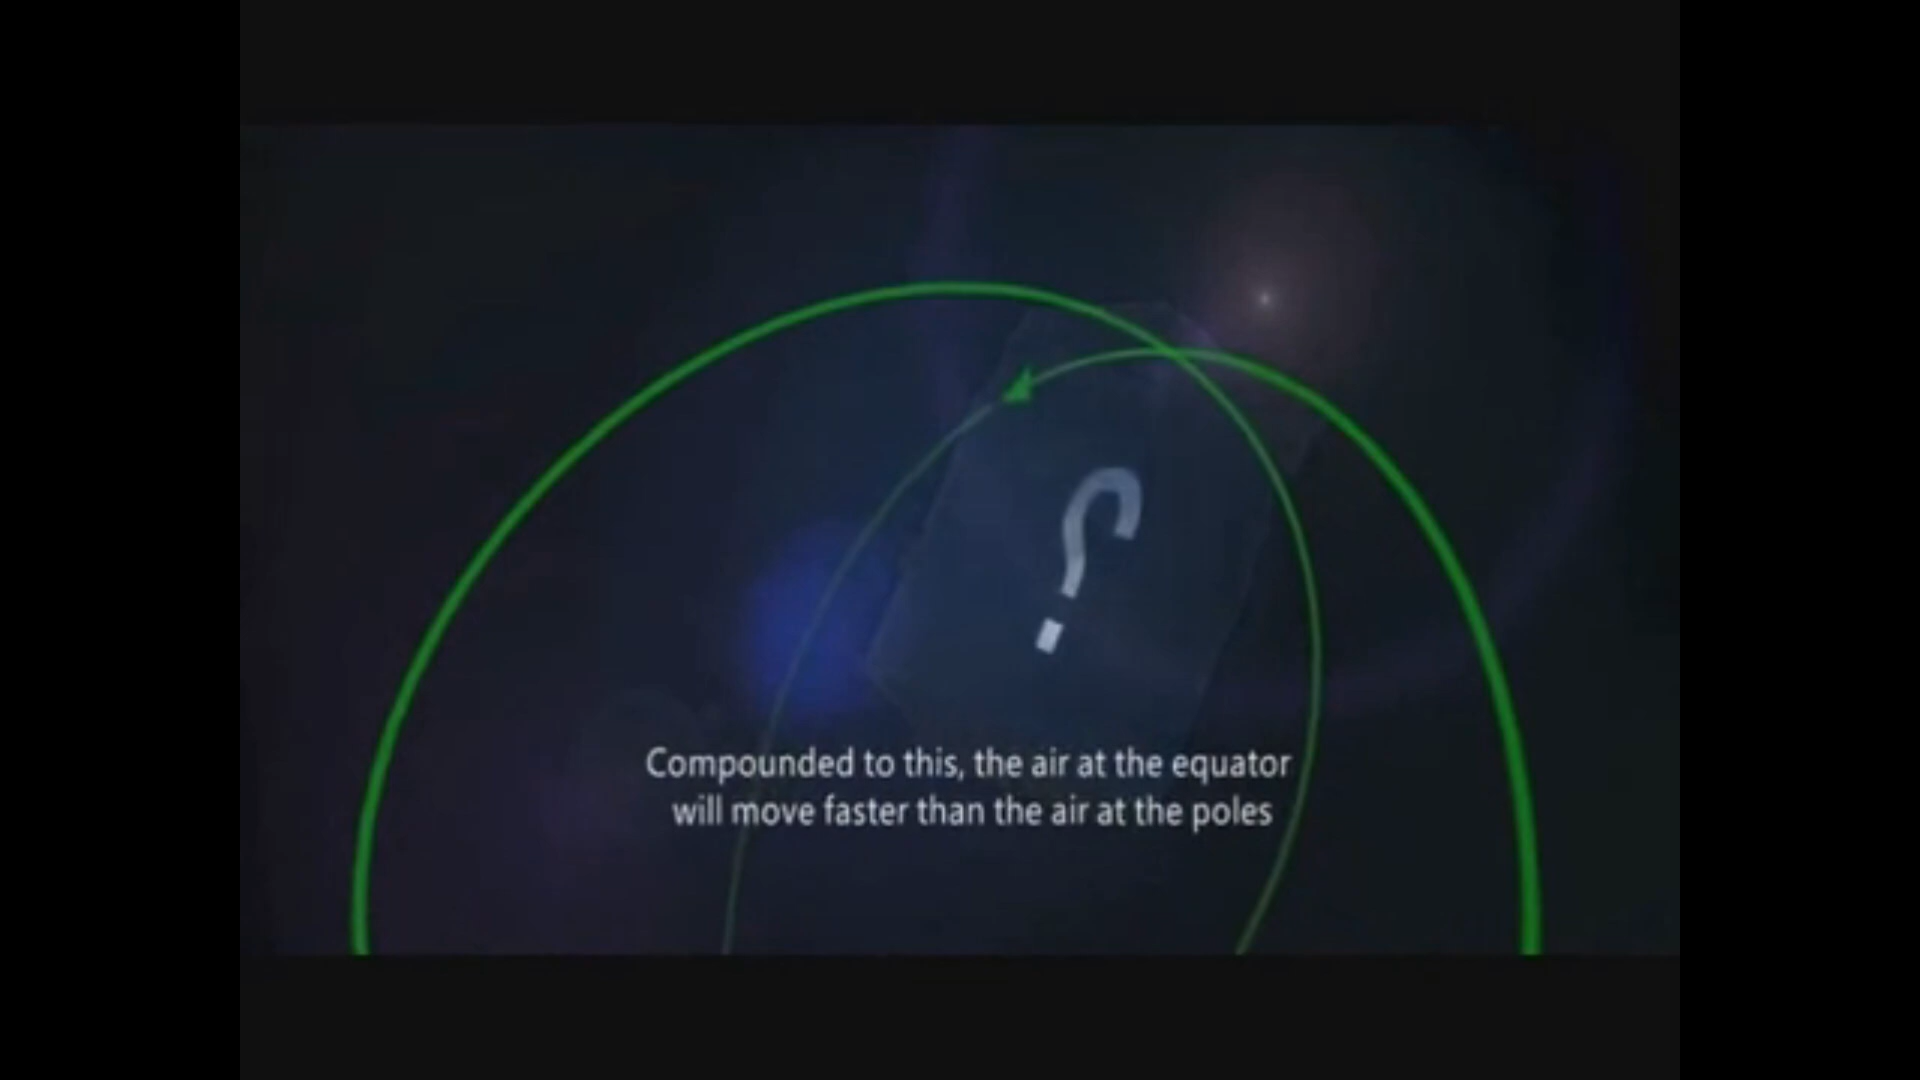 ?
Compounded to this, the air at the equator
will move faster than the air at the poles